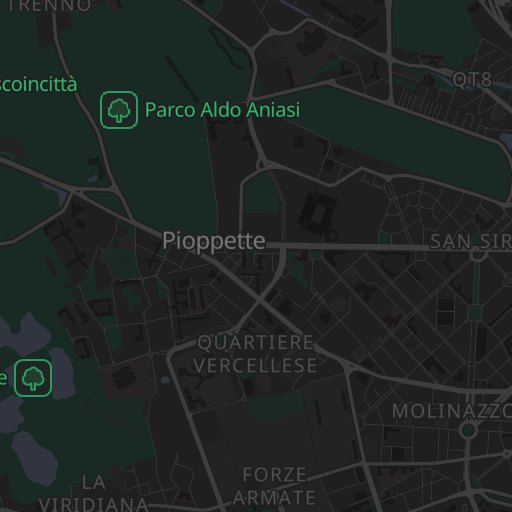 TRENNO
QT8
scoincittà
Parco Aldo Aniasi
Pioppette
SAN SIR
QUARTIERE
VERCELLESE
e
MOLINAZZO
LA
VIRIDIANA
FORZE
ARMATE